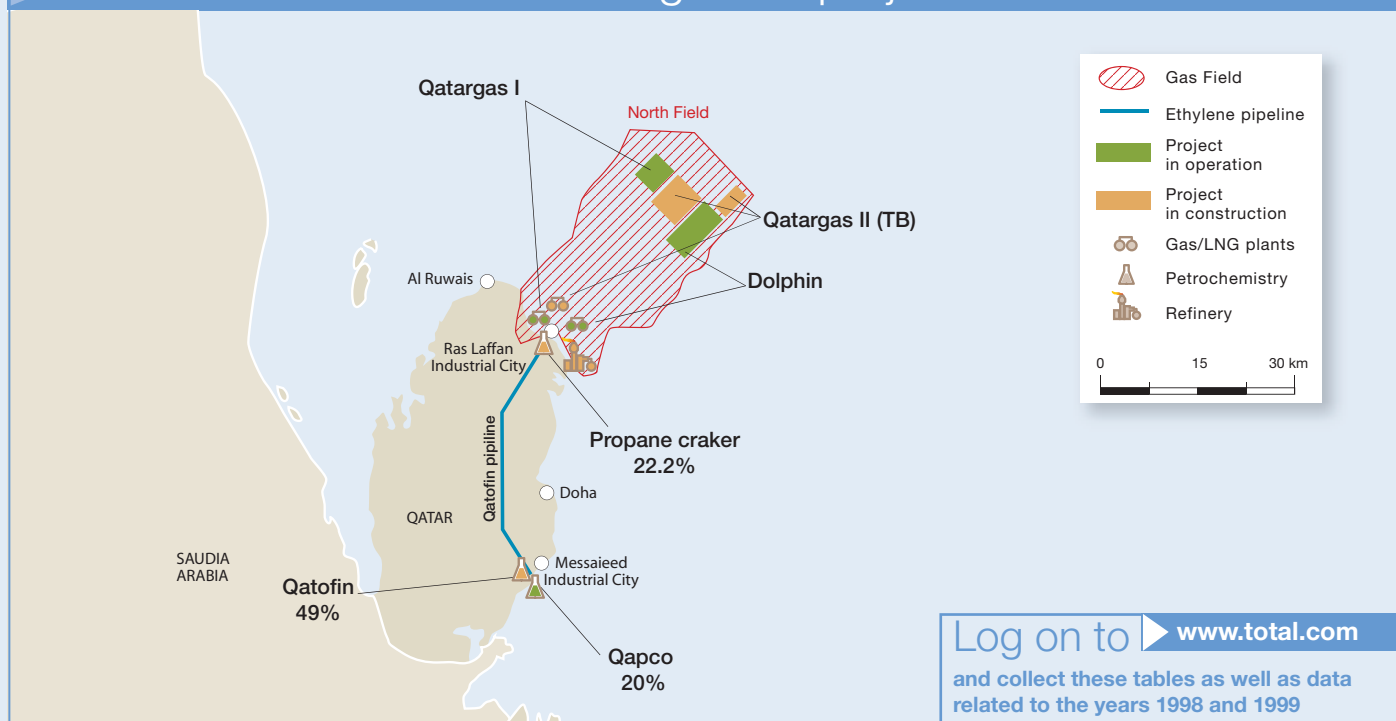 Qatargas I
North Field
Qatargas II (TB)
Dolphin
Al Ruwais
Ras Laffan
Industrial City
Propane craker
22.2%
Qatofin pipiline
Doha
QATAR
SAUDIA
ARABIA
Messaieed
Industrial City
Qatofin
49%
Qapco
20%
Gas Field
Ethylene pipeline
Project
in operation
Project
in construction
Gas/LNG plants
Petrochemistry
Refinery
0 15 30 km
Log on to www.total.com
and collect these tables as well as data
related to the years 1998 and 1999